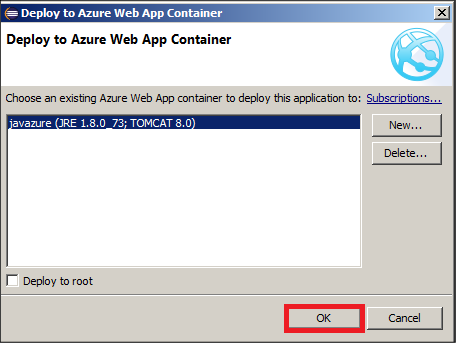 Deploy to Azure Web App Container
Deploy to Azure Web App Container
Choose an existing Azure Web App container to deploy this application to: Subscriptions...
javazure (JRE 1.8.0_73; TOMCAT 8.0)
New...
Delete...
Deploy to root
OK
Cancel